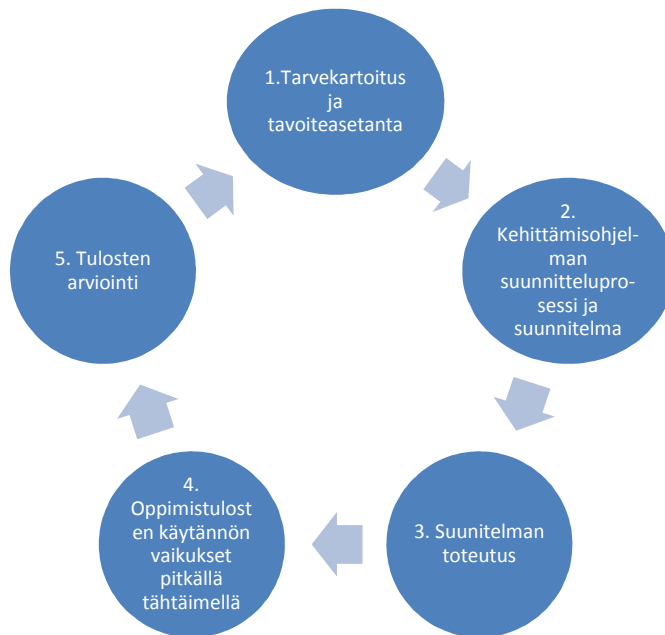 1.Tarvekartoitus
ja
tavoiteasetanta
2.
Kehittämisohjel-
man
suunnittelupro-
sessi ja
suunnitelma
3. Suunitelman
toteutus
4.
Oppimistulost
en käytännön
vaikukset
pitkällä
tähtäimellä
5. Tulosten
arviointi